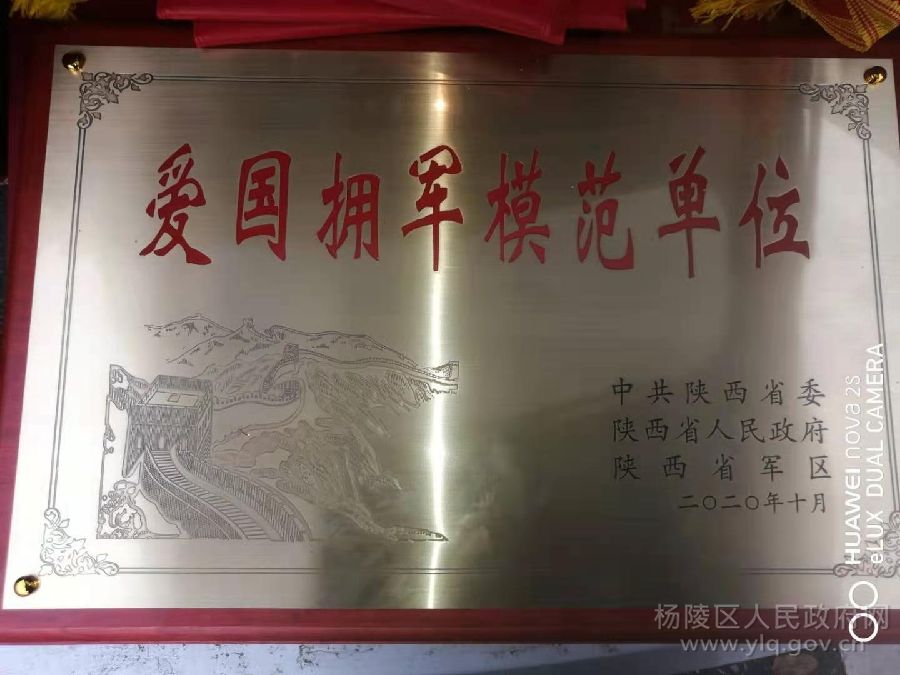 爱国拥军模范单位
中共陕西省委
陕西省人民政府
陕西省军区
二〇二〇年十月
HUAWEI nova 2s
eLUX DUAL CAMERA
杨陵区人民政府网
www.ylq.gov.cn